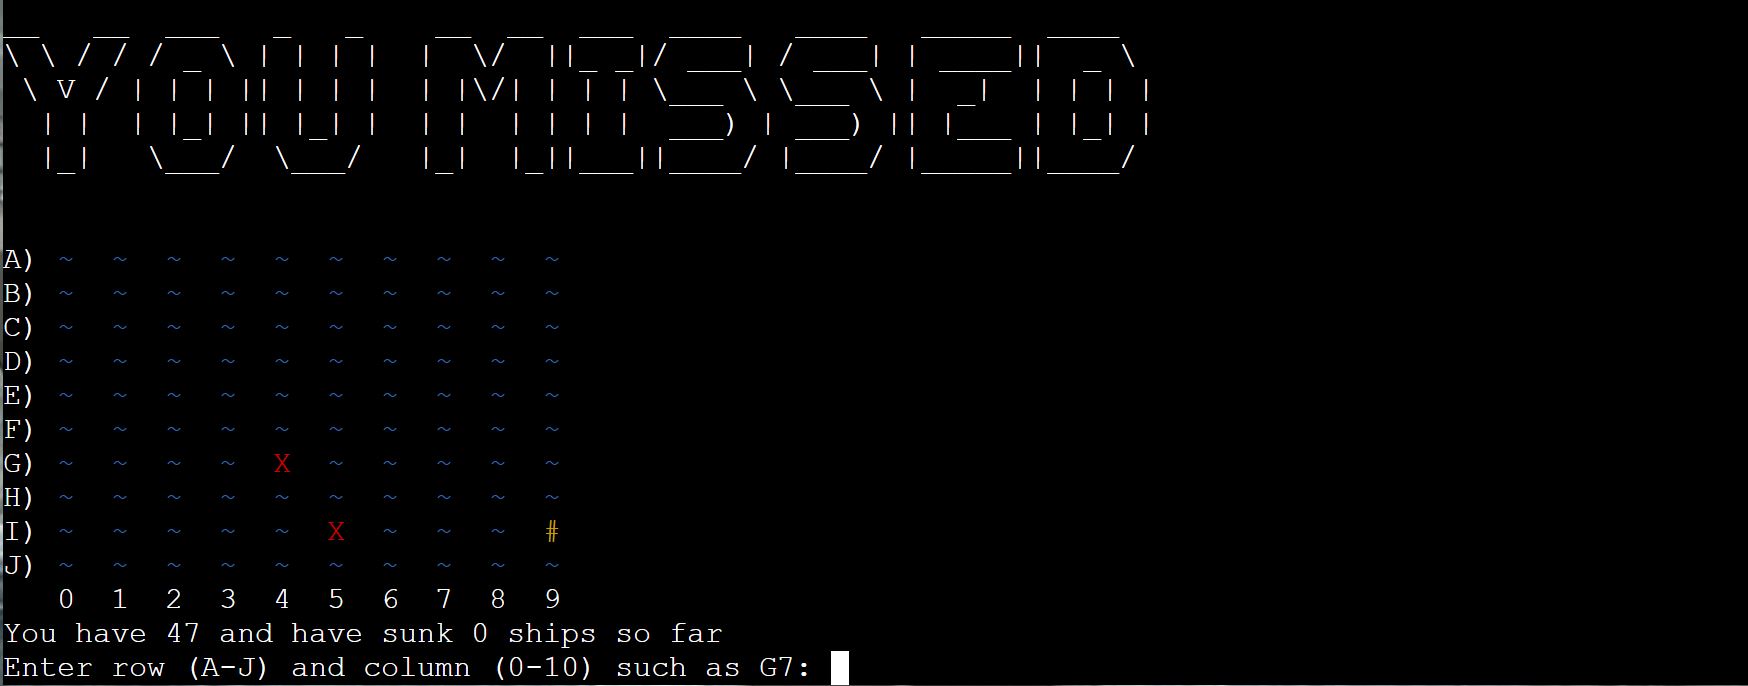 YOU MISSED
A) ~ ~ ~ ~ ~ ~ ~ ~ ~ ~
B) ~ ~ ~ ~ ~ ~ ~ ~ ~ ~
C) ~ ~ ~ ~ ~ ~ ~ ~ ~ ~
D) ~ ~ ~ ~ ~ ~ ~ ~ ~ ~
E) ~ ~ ~ ~ ~ ~ ~ ~ ~ ~
F) ~ ~ ~ ~ ~ ~ ~ ~ ~ ~
G) ~ ~ ~ ~ X ~ ~ ~ ~ ~
H) ~ ~ ~ ~ ~ ~ ~ ~ ~ ~
I) ~ ~ ~ ~ ~ X ~ ~ ~ #
J) ~ ~ ~ ~ ~ ~ ~ ~ ~ ~
0 1 2 3 4 5 6 7 8 9
You have 47 and have sunk 0 ships so far
Enter row (A-J) and column (0-10) such as G7: